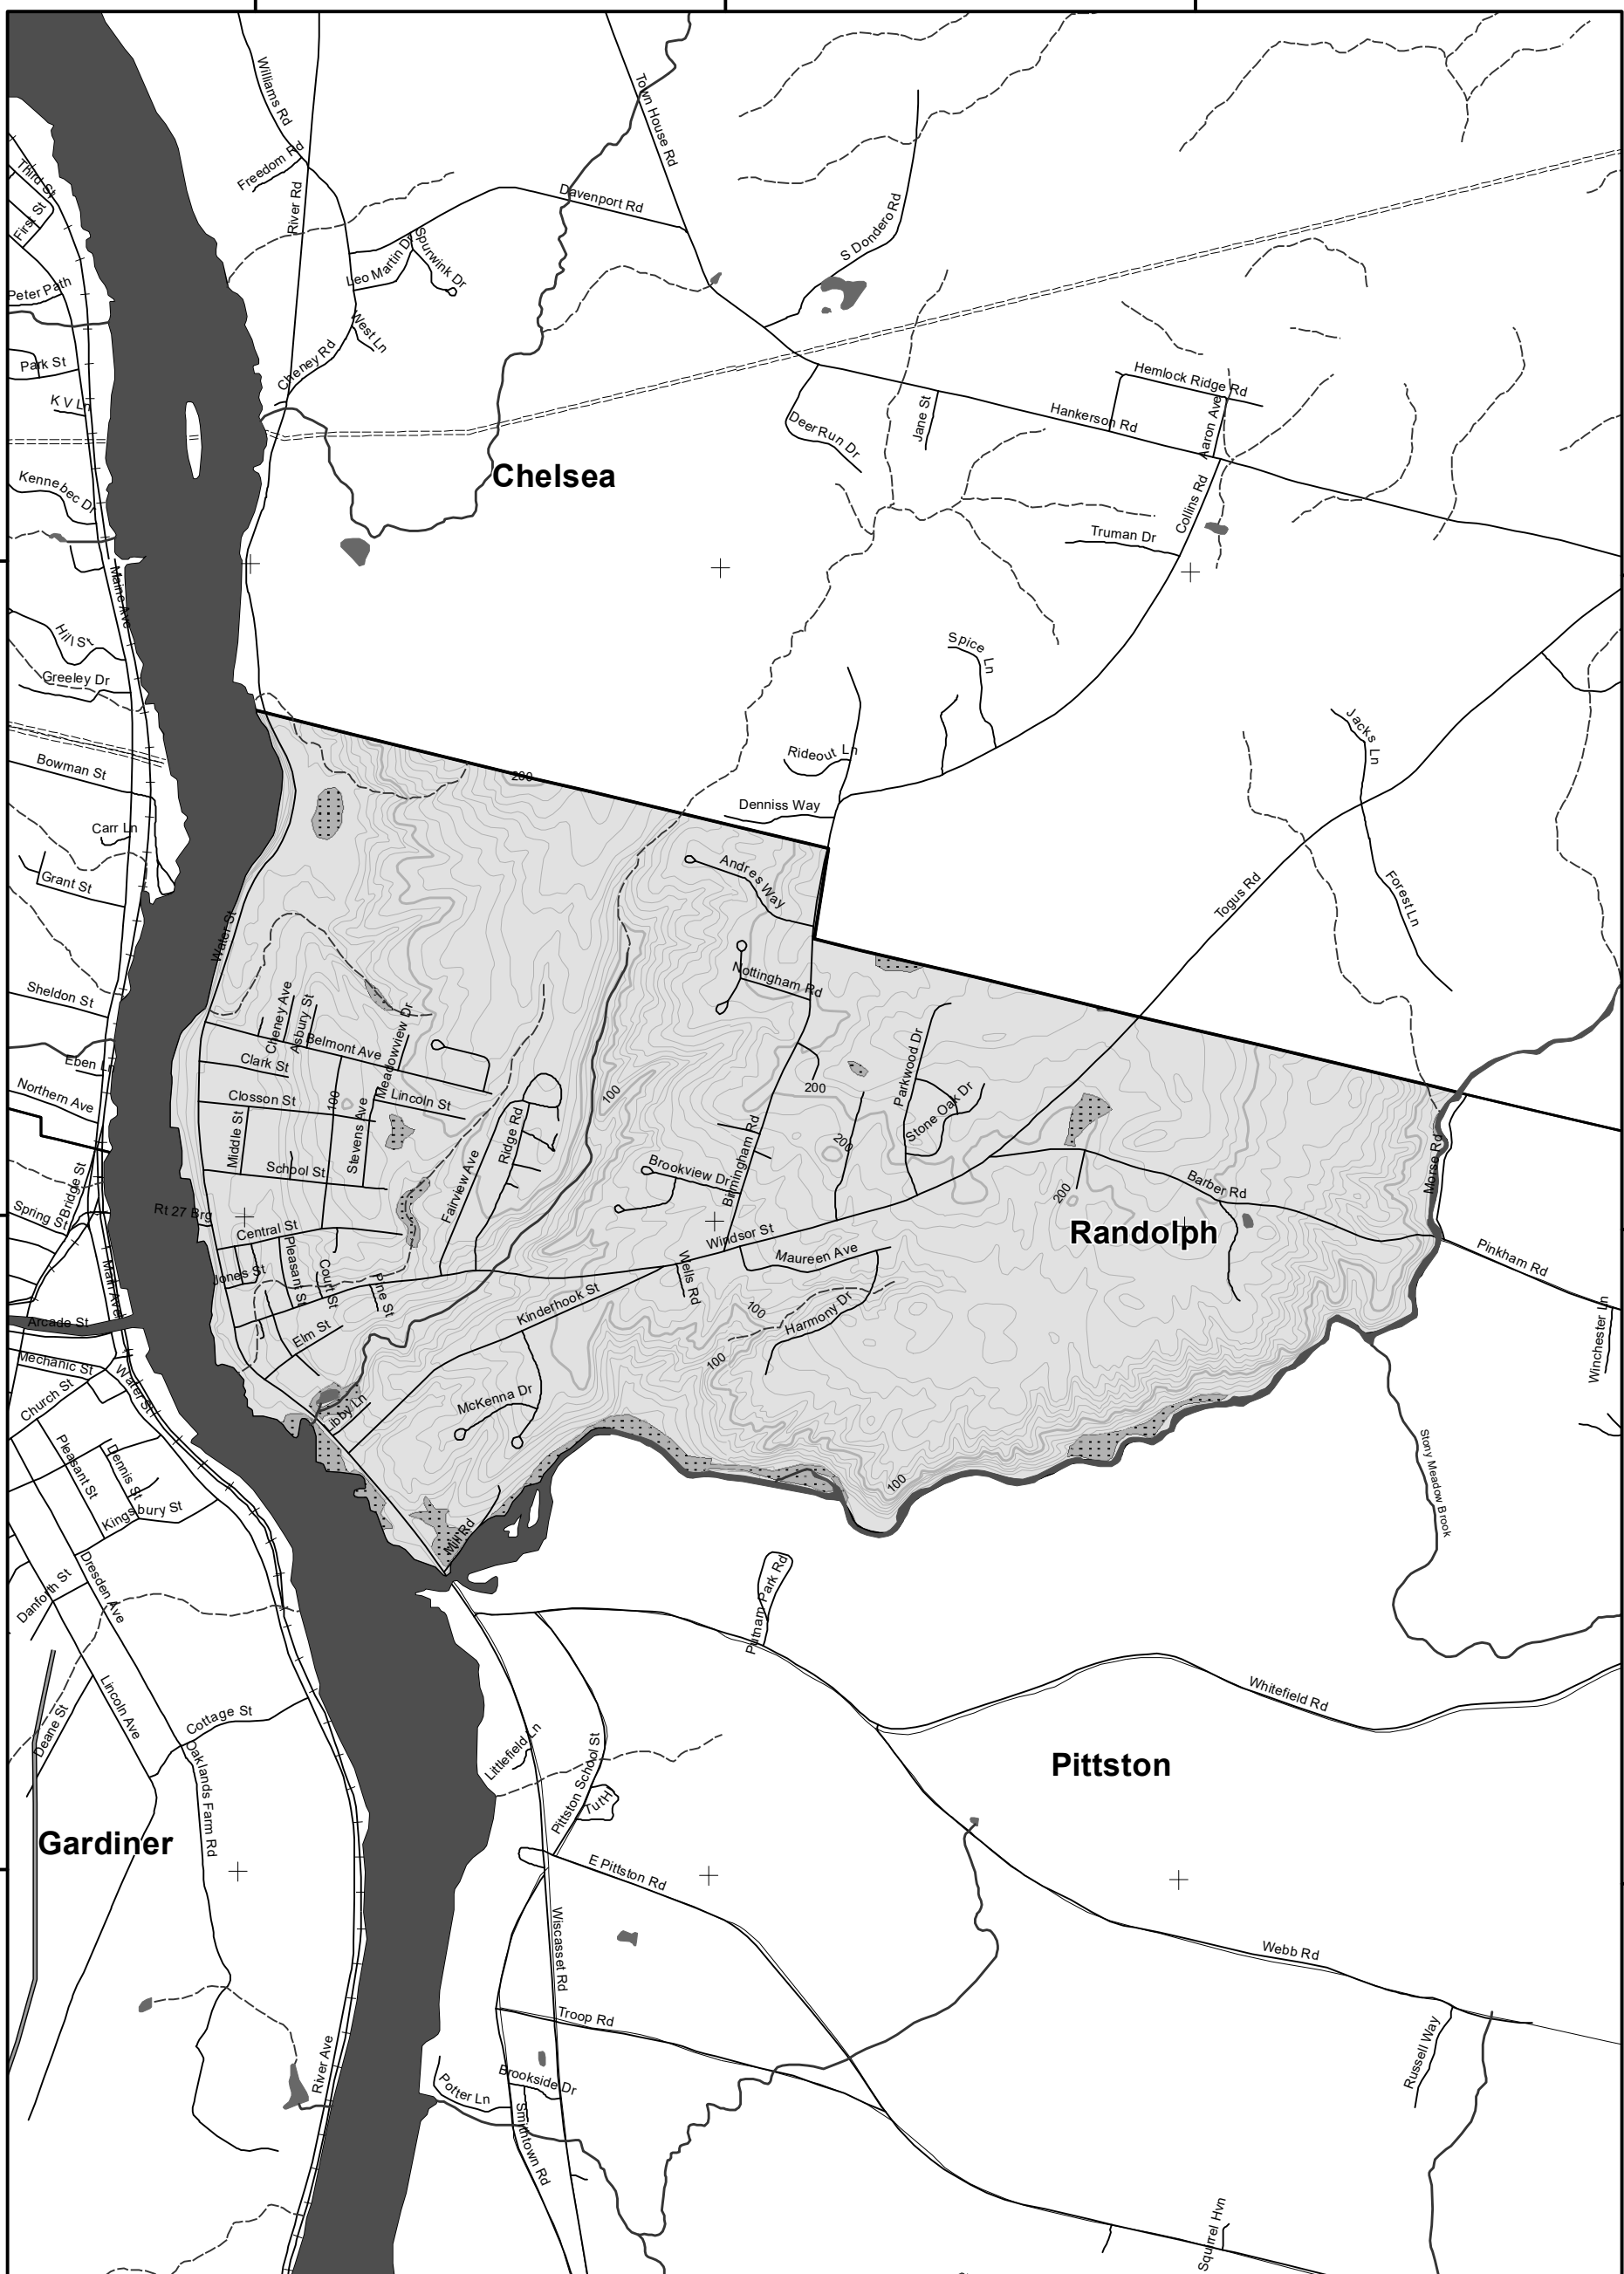 Williams Rd
Town House Rd
Third St
First St
Freedom Rd
River Rd
Davenport Rd
S Dondero Rd
Leo Martin Dr
Spurwink Dr
Peter Path
West Ln
Cheney Rd
Park St
K V Ln
Hemlock Ridge Rd
Aaron Ave
Hankerson Rd
Jane St
Deer Run Dr
Chelsea
Kennebec Dr
Collins Rd
Truman Dr
Maine Ave
Hill St
Greeley Dr
Spice Ln
Rideout Ln
Jacks Ln
Bowman St
200
Denniss Way
Carr Ln
Grant St
Andres Way
Togus Rd
Forest Ln
Water St
Nottingham Rd
Sheldon St
Cheney Ave
Asbury St
Belmont Ave
Meadowview Dr
Parkwood Dr
Eben Ln
Clark St
Northern Ave
Closson St
100
Lincoln St
100
200
Stone Oak Dr
Middle St
Stevens Ave
Ridge Rd
Birmingham Rd
200
School St
Fairview Ave
Brookview Dr
Barber Rd
Morse Rd
200
Bridge St
Spring St
Rt 27 Brg
Central St
Windsor St
Randolph
Maureen Ave
Pinkham Rd
Jones St
Pleasant St
Court St
Pine St
Wells Rd
Main Ave
Kinderhook St
100
Harmony Dr
Arcade St
Elm St
Winchester Ln
Mechanic St
Water St
100
Church St
McKenna Dr
Libby Ln
Pleasant St
Dennis St
Stony Meadow Brook
100
Kingsbury St
Mill Rd
Danforth St
Dresden Ave
Putnam Park Rd
Lincoln Ave
Whitefield Rd
Deane St
Cottage St
Oaklands Farm Rd
Littlefield Ln
Pittston School St
Pittston
Tut H
Gardiner
E Pittston Rd
Wiscasset Rd
Webb Rd
Troop Rd
River Ave
Russell Way
Brookside Dr
Potter Ln
Smithtown Rd
Squirrel Hvn